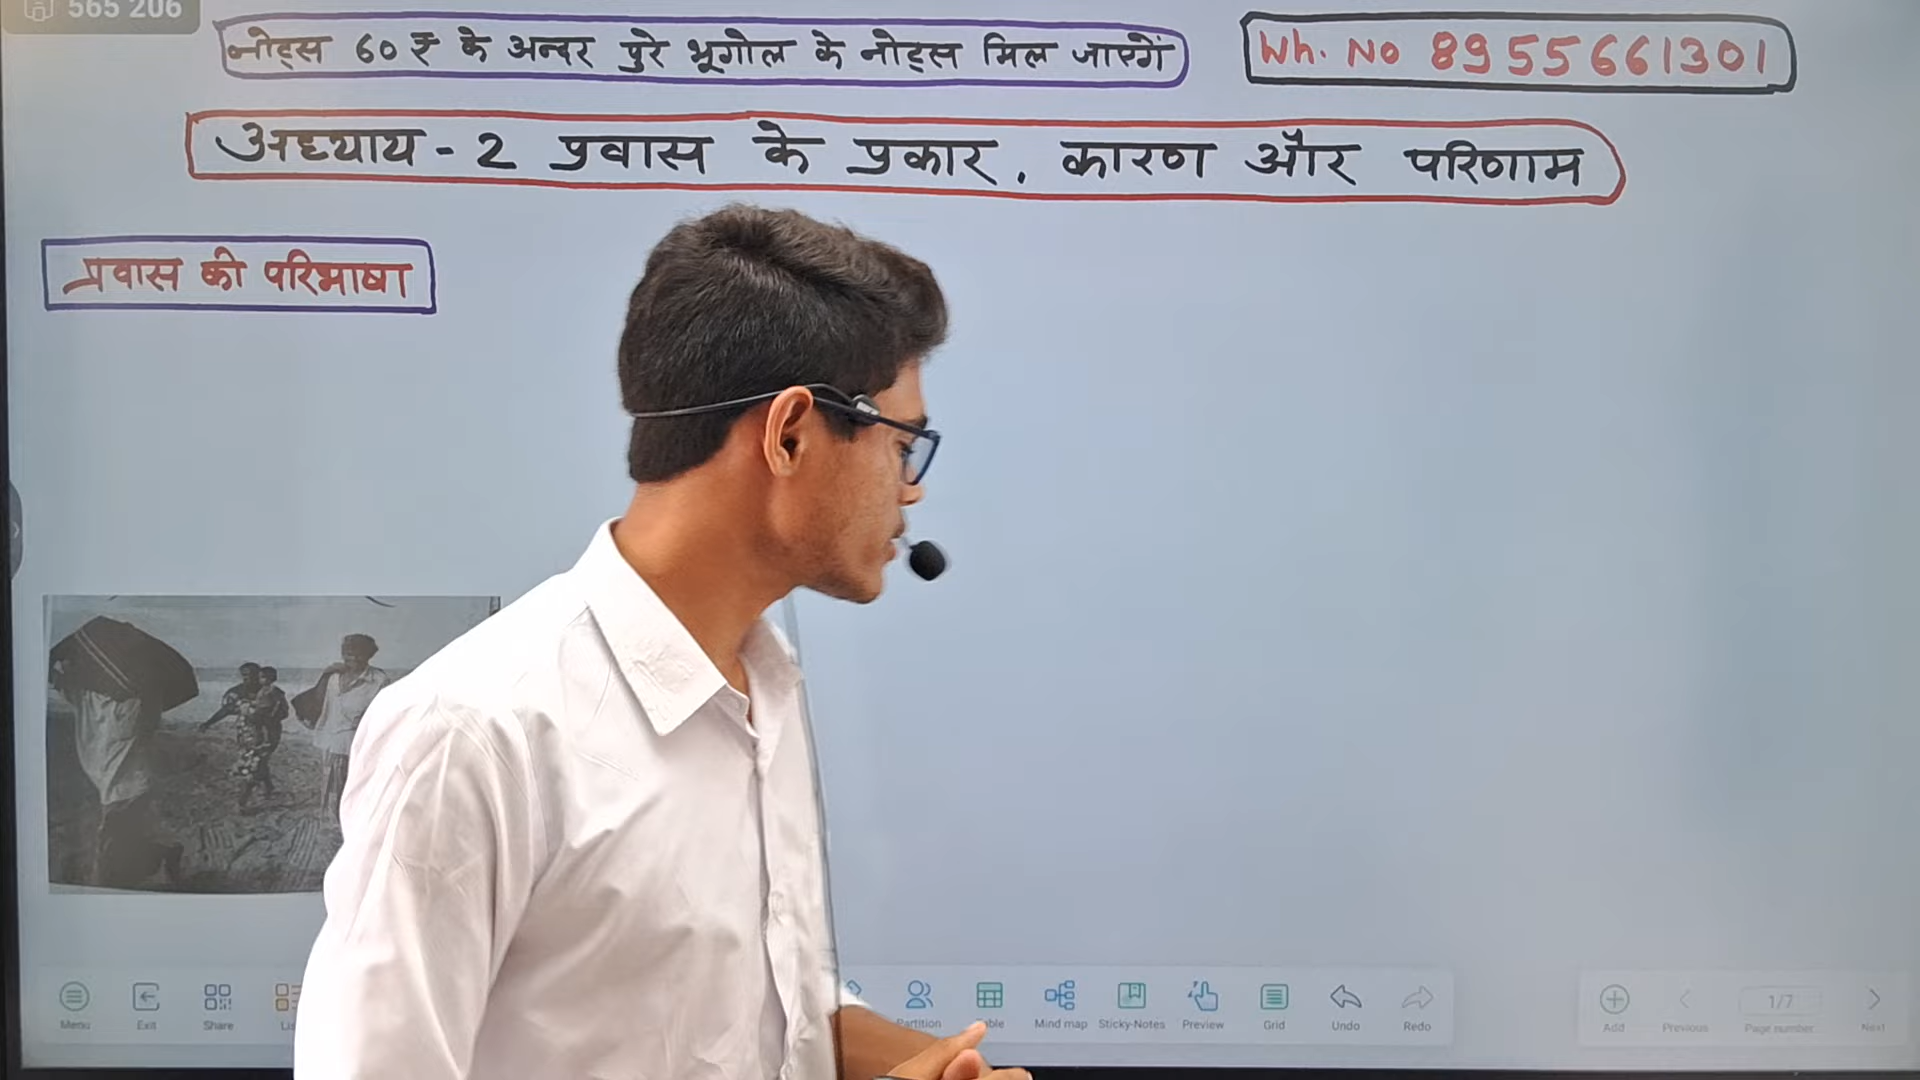 565 206
नोट्स 60 ₹ के अन्दर पुरे भूगोल के नोट्स मिल जाएगें
Wh. No 8955661301
अध्याय - 2 प्रवास के प्रकार, कारण और परिणाम
प्रवास की परिभाषा
Menu Exit Share Partition Mind map Sticky-Notes Preview Grid Undo Redo Add Previous 1/7 Page number Next